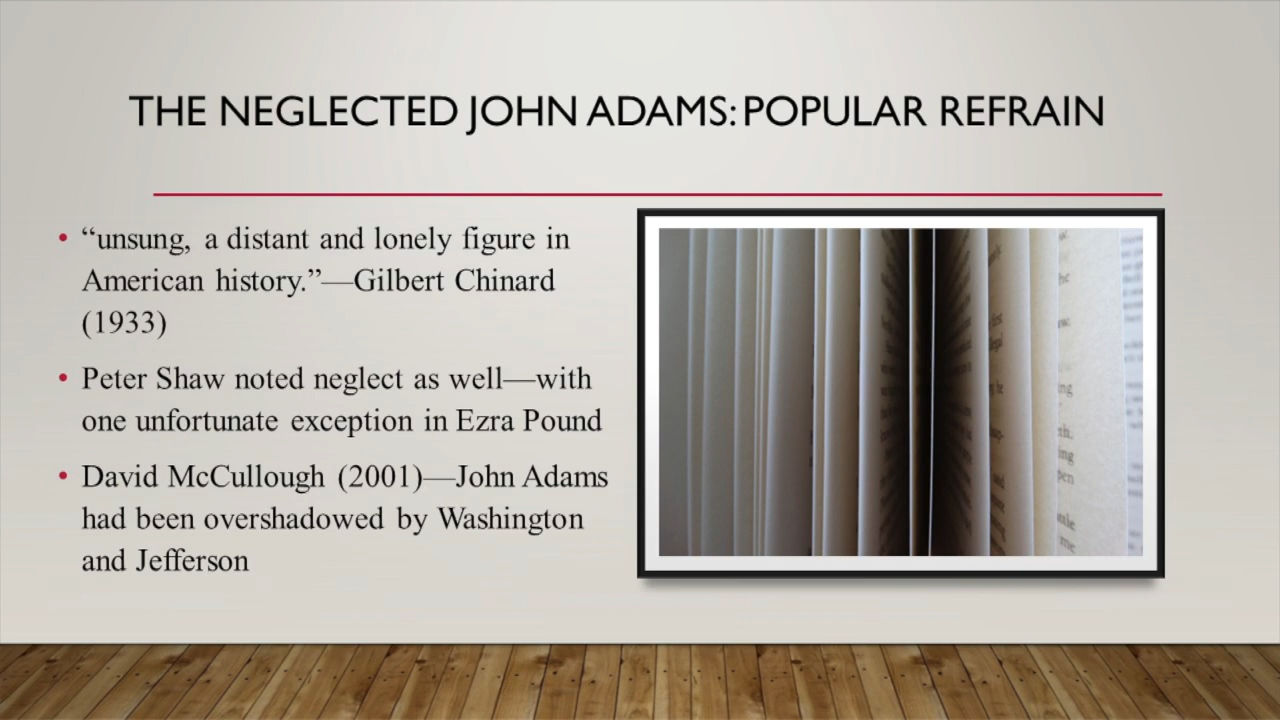 THE NEGLECTED JOHN ADAMS: POPULAR REFRAIN
• “unsung, a distant and lonely figure in
American history.”—Gilbert Chinard
(1933)
• Peter Shaw noted neglect as well—with
one unfortunate exception in Ezra Pound
• David McCullough (2001)—John Adams
had been overshadowed by Washington
and Jefferson